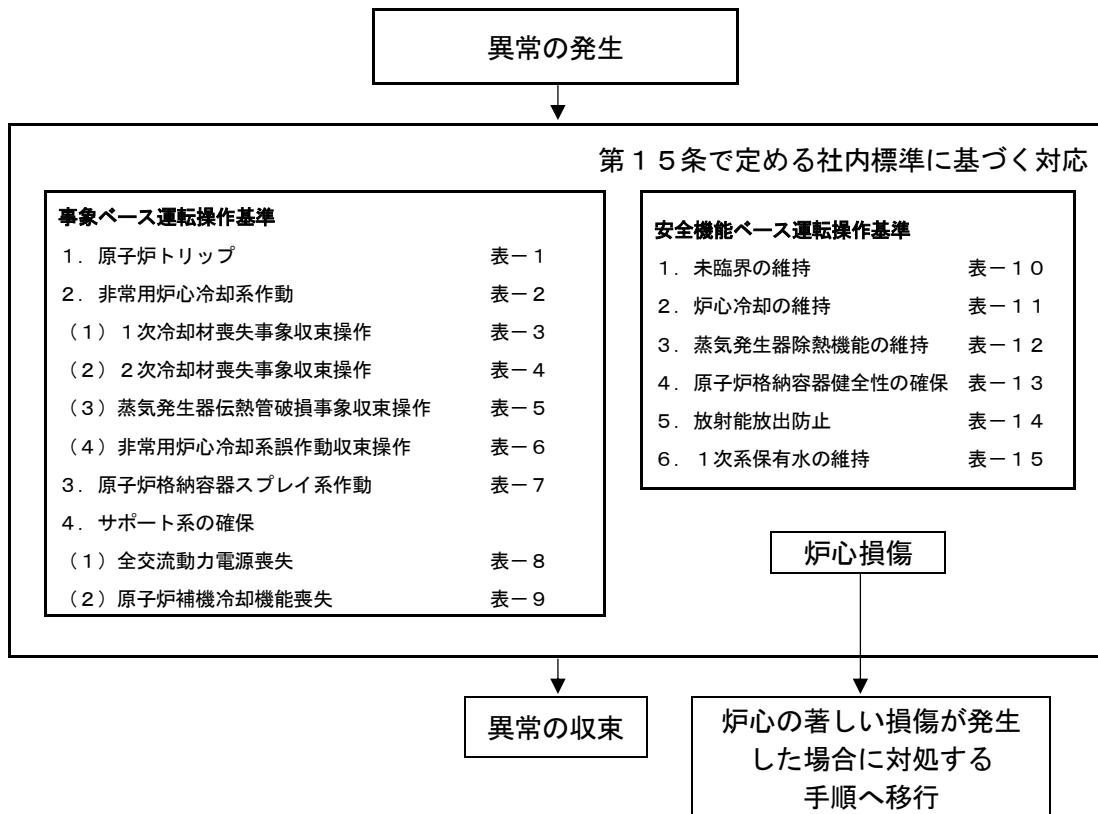 異常の発生
第15条で定める社内標準に基づく対応
事象ベース運転操作基準
1．原子炉トリップ 表－1
2．非常用炉心冷却系作動 表－2
(1)1次冷却材喪失事象収束操作 表－3
(2)2次冷却材喪失事象収束操作 表－4
(3)蒸気発生器伝熱管破損事象収束操作 表－5
(4)非常用炉心冷却系誤作動収束操作 表－6
3．原子炉格納容器スプレイ系作動 表－7
4．サポート系の確保
(1)全交流動力電源喪失 表－8
(2)原子炉補機冷却機能喪失 表－9
安全機能ベース運転操作基準
1．未臨界の維持 表－10
2．炉心冷却の維持 表－11
3．蒸気発生器除熱機能の維持 表－12
4．原子炉格納容器健全性の確保 表－13
5．放射能放出防止 表－14
6．1次系保有水の維持 表－15
炉心損傷
異常の収束
炉心の著しい損傷が発生
した場合に対処する
手順へ移行